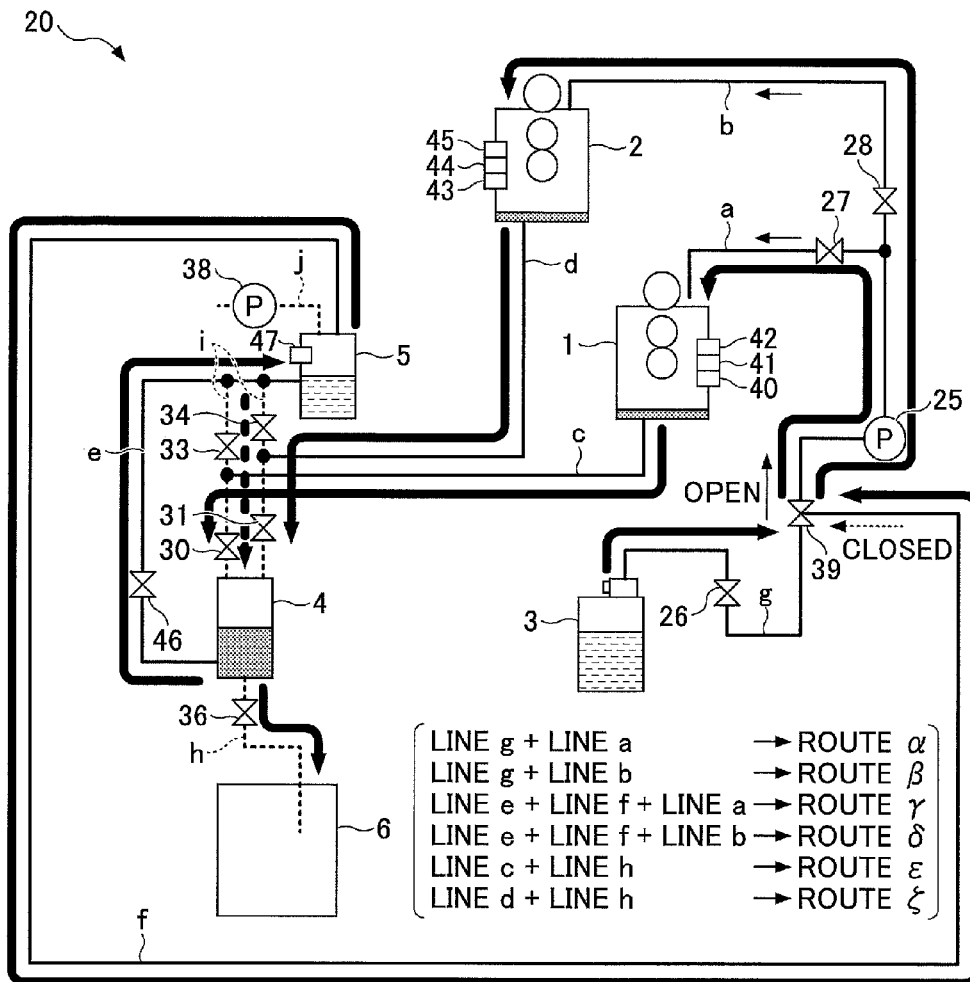 20
b
2
45
44
43
28
27
a
d
38
P
j
47
i
5
1
42
41
40
34
33
e
c
25
P
OPEN
31
30
CLOSED
39
4
3
26
g
46
36
h
6
LINE g + LINE a → ROUTE α
LINE g + LINE b → ROUTE β
LINE e + LINE f + LINE a → ROUTE γ
LINE e + LINE f + LINE b → ROUTE δ
LINE c + LINE h → ROUTE ε
LINE d + LINE h → ROUTE ζ
f